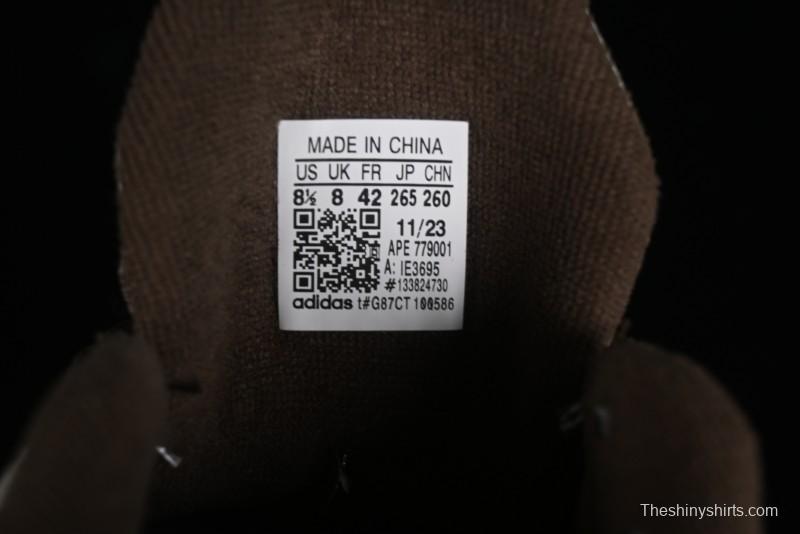 MADE IN CHINA
US UK FR JP CHN
8½ 8 42 265 260
11/23
APE 779001
A: IE3695
#133824730
adidas t#G87CT
Theshinyshirts.com